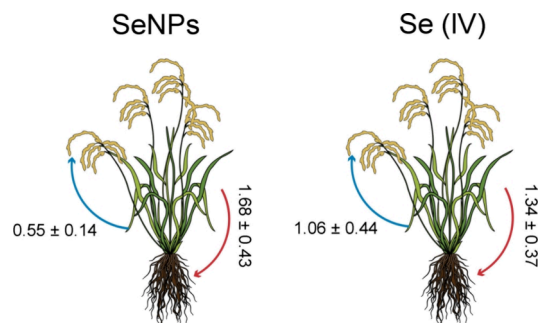 SeNPs
0.55 ± 0.14
1.68 ± 0.43
Se (IV)
1.06 ± 0.44
1.34 ± 0.37